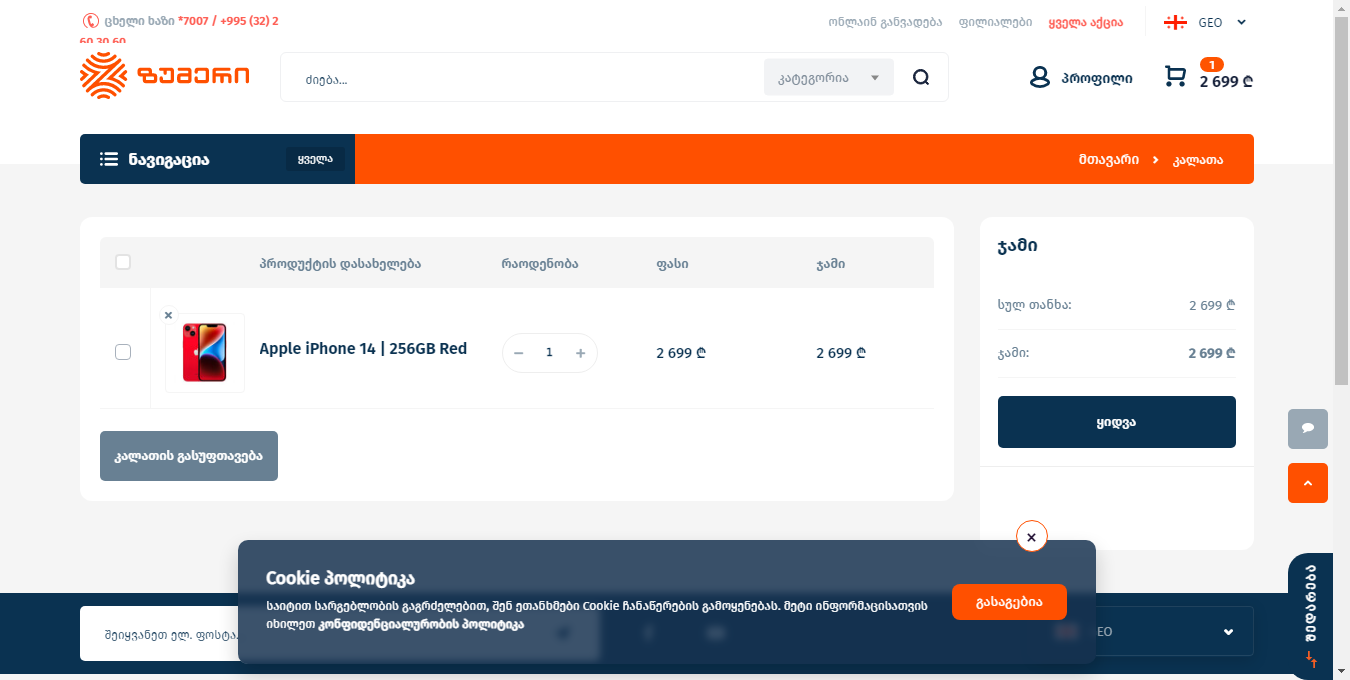 ცხელი ხაზი *7007 / +995 (32) 2
60 30 60
ონლაინ განვადება
ფილიალები
ყველა აქცია
GEO
ზუმერი
ძიება...
კატეგორია
პროფილი
1
2 699 ₾
ნავიგაცია
ყველა
მთავარი
კალათა
პროდუქტის დასახელება
რაოდენობა
ფასი
ჯამი
Apple iPhone 14 | 256GB Red
1
2 699 ₾
2 699 ₾
კალათის გასუფთავება
ჯამი
სულ თანხა:
2 699 ₾
ჯამი:
2 699 ₾
ყიდვა
Cookie პოლიტიკა
საიტით სარგებლობის გაგრძელებით, შენ ეთანხმები Cookie ჩანაწერების გამოყენებას. მეტი ინფორმაციისათვის
იხილეთ კონფიდენციალურობის პოლიტიკა
გასაგებია
შეიყვანეთ ელ. ფოსტა.
EO
შედარება